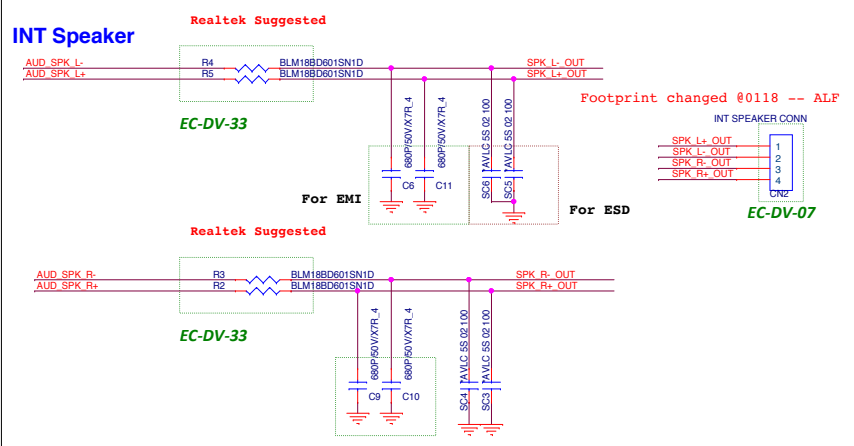 Realtek Suggested
INT Speaker
AUD_SPK_L- R4 BLM18BD601SN1D SPK_L-_OUT
AUD_SPK_L+ R5 BLM18BD601SN1D SPK_L+_OUT
Footprint changed @0118 -- ALF
EC-DV-33
680P/50V/X7R_4
680P/50V/X7R_4
*AVLC 5S 02 100
*AVLC 5S 02 100
C6
C11
SC6
SC5
For EMI
For ESD
INT SPEAKER CONN
SPK_L+_OUT 1
SPK_L-_OUT 2
SPK_R-_OUT 3
SPK_R+_OUT 4
CN2
EC-DV-07
Realtek Suggested
AUD_SPK_R- R3 BLM18BD601SN1D SPK_R-_OUT
AUD_SPK_R+ R2 BLM18BD601SN1D SPK_R+_OUT
EC-DV-33
680P/50V/X7R_4
680P/50V/X7R_4
*AVLC 5S 02 100
*AVLC 5S 02 100
C9
C10
SC4
SC3